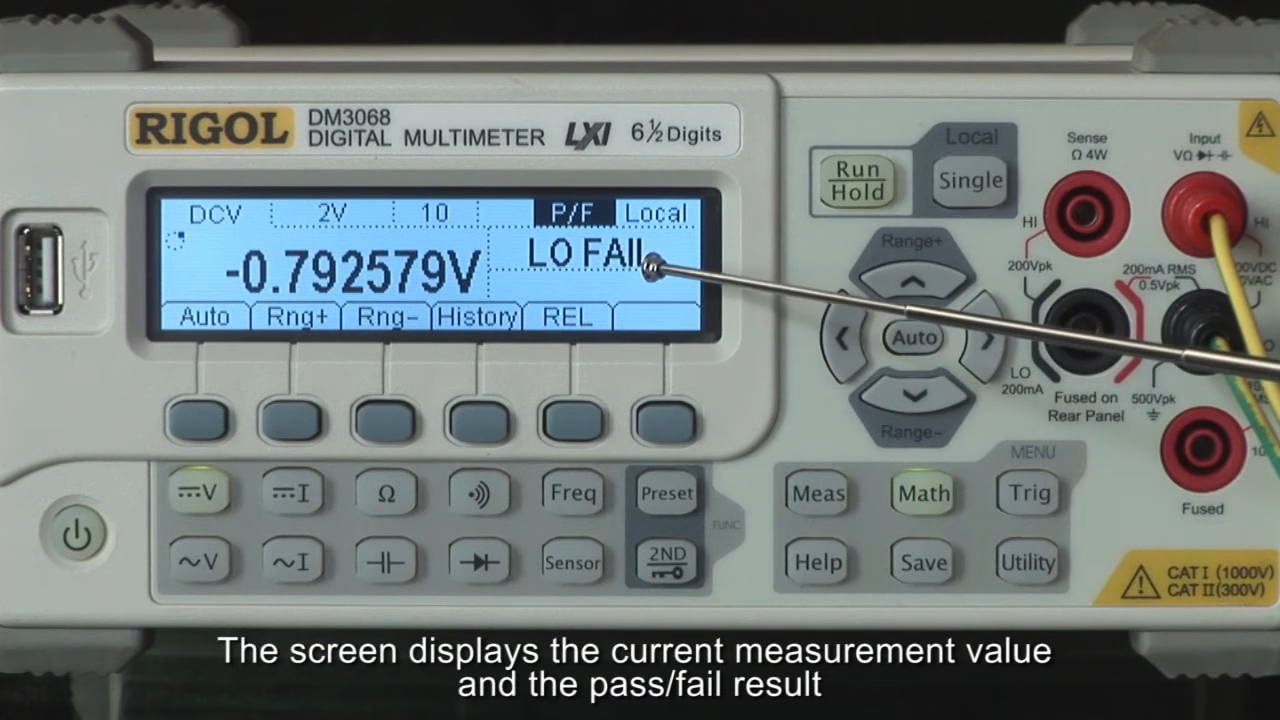 RIGOL
DM3068
DIGITAL MULTIMETER
LXI
6½ Digits
DCV 2V 10 P/F Local
-0.792579V
LO FAIL
Auto Rng+ Rng- History REL
Local
Run
Hold
Single
Range+
Auto
Range-
Sense
Ω 4W
Input
VΩ
HI
HI
200Vpk
200mA RMS
0.5Vpk
LO
200mA
Fused on
Rear Panel
500Vpk
Fused
V I Ω Freq Preset
FUNC
V I Sensor 2ND
MENU
Meas Math Trig
Help Save Utility
CAT I (1000V)
CAT II (300V)
The screen displays the current measurement value
and the pass/fail result